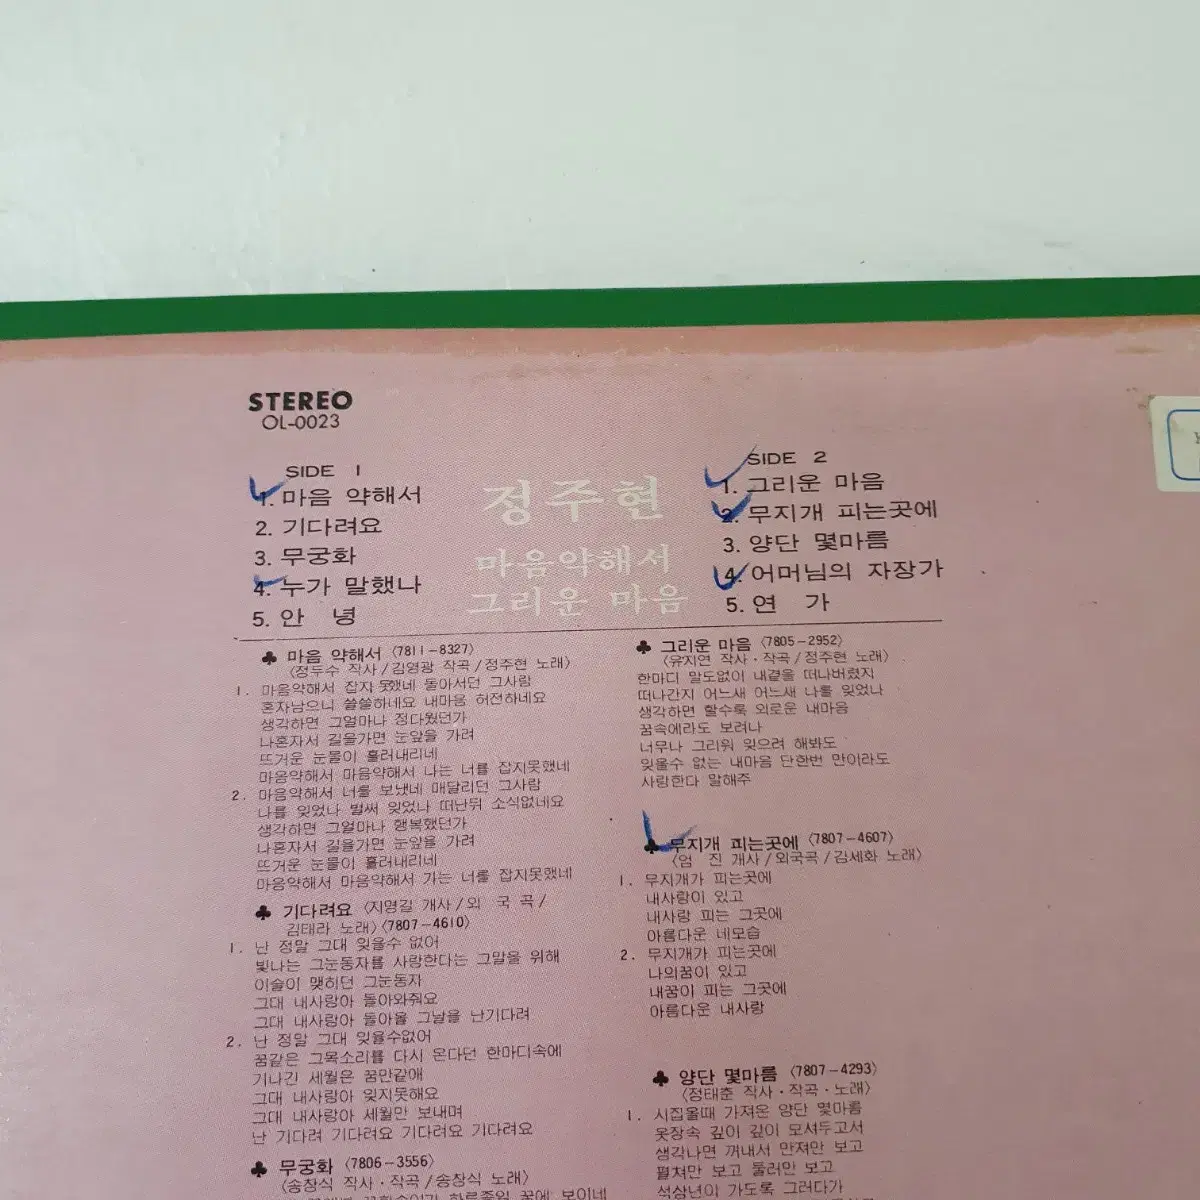 STEREO
OL-0023
SIDE 1
1. 마음 약해서
2. 기다려요
3. 무궁화
4. 누가 말했나
5. 안 녕
정주현
마음약해서
그리운 마음
SIDE 2
1. 그리운 마음
2. 무지개 피는곳에
3. 양단 몇마름
4. 어머님의 자장가
5. 연 가
♣ 마음 약해서 〈7811-8327〉
〈정두수 작사/김영광 작곡/정주현 노래〉
1. 마음약해서 잡지 못했네 돌아서던 그사람
혼자남으니 쓸쓸하네요 내마음 허전하네요
생각하면 그얼마나 정다웠던가
나혼자서 길을가면 눈앞을 가려
뜨거운 눈물이 흘러내리네
마음약해서 마음약해서 나는 너를 잡지못했네
2. 마음약해서 너를 보냈네 매달리던 그사람
나를 잊었나 벌써 잊었나 떠난뒤 소식없네요
생각하면 그얼마나 행복했던가
나혼자서 길을가면 눈앞을 가려
뜨거운 눈물이 흘러내리네
마음약해서 마음약해서 가는 너를 잡지못했네
♣ 기다려요 〈지명길 개사/외 국 곡/
김태라 노래〉〈7807-4610〉
1. 난 정말 그대 잊을수 없어
빛나는 그눈동자를 사랑한다는 그말을 위해
이슬이 맺히던 그눈동자
그대 내사랑아 돌아와줘요
그대 내사랑아 돌아올 그날을 난기다려
2. 난 정말 그대 잊을수없어
꿈같은 그목소리를 다시 온다던 한마디속에
기나긴 세월은 꿈만같애
그대 내사랑아 잊지못해요
그대 내사랑아 세월만 보내며
난 기다려 기다려요 기다려요 기다려요
♣ 무궁화 〈7806-3556〉
〈송창식 작사·작곡/송창식 노래〉
♣ 그리운 마음 〈7805-2952〉
〈유지연 작사·작곡/정주현 노래〉
한마디 말도없이 내곁을 떠나버렸지
떠나간지 어느새 어느새 나를 잊었나
생각하면 할수록 외로운 내마음
꿈속에라도 보려나
너무나 그리워 잊으려 해봐도
잊을수 없는 내마음 단한번 만이라도
사랑한다 말해주
♣ 무지개 피는곳에 〈7807-4607〉
〈엄 진 개사/외국곡/김세화 노래〉
1. 무지개가 피는곳에
내사랑이 있고
내사랑 피는 그곳에
아름다운 네모습
2. 무지개가 피는곳에
나의꿈이 있고
내꿈이 피는 그곳에
아름다운 내사랑
♣ 양단 몇마름 〈7807-4293〉
〈정태춘 작사·작곡·노래〉
1. 시집올때 가져온 양단 몇마름
옷장속 깊이 깊이 모셔두고서
생각나면 꺼내서 만져만 보고
펼쳐만 보고 둘러만 보고
석삼년이 가도록 그러다가